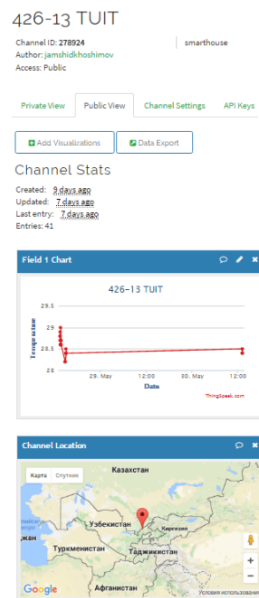 426-13 TUIT
Channel ID: 278924
smarthouse
Author: jamshidkhoshimov
Access: Public
Private View
Public View
Channel Settings
API Keys
Add Visualizations
Data Export
Channel Stats
Created: 9 days ago
Updated: 7 days ago
Last entry: 7 days ago
Entries: 41
Field 1 Chart
426-13 TUIT
29.5
29
28.5
28
Temperature
29. May
12:00
30. May
12:00
Date
ThingSpeak.com
Channel Location
Карта
Спутник
Казахстан
Узбекистан
Киргизия
Туркменистан
Таджикистан
Афганистан
Google
Условия использования